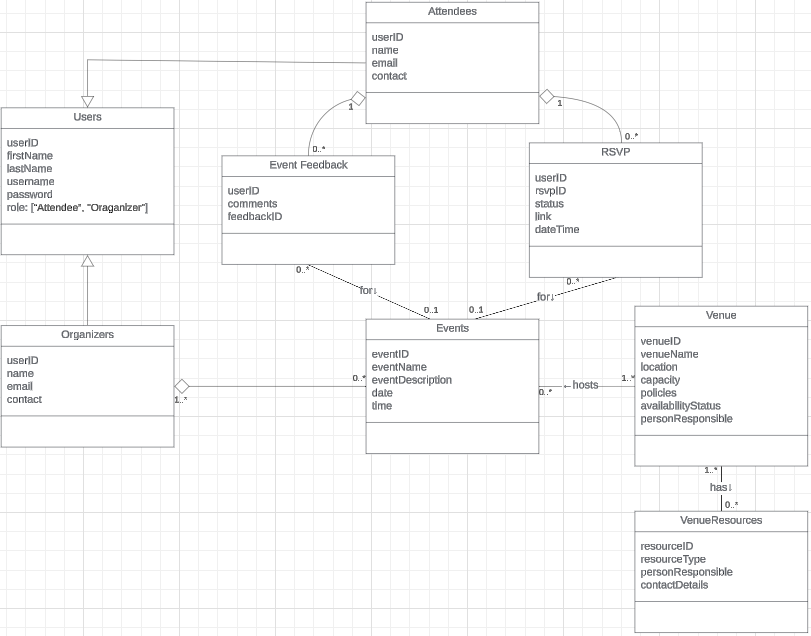 Attendees
userID
name
email
contact
1
1
0..*
0..*
Users
userID
firstName
lastName
username
password
role: ["Attendee", "Oraganizer"]
Event Feedback
userID
comments
feedbackID
RSVP
userID
rsvpID
status
link
dateTime
0..*
0..*
for↓
for↓
0..1
0..1
Organizers
userID
name
email
contact
1..*
0..*
Events
eventID
eventName
eventDescription
date
time
0..*
←hosts
1..*
Venue
venueID
venueName
location
capacity
policies
availabilityStatus
personResponsible
1..*
has↓
0..*
VenueResources
resourceID
resourceType
personResponsible
contactDetails